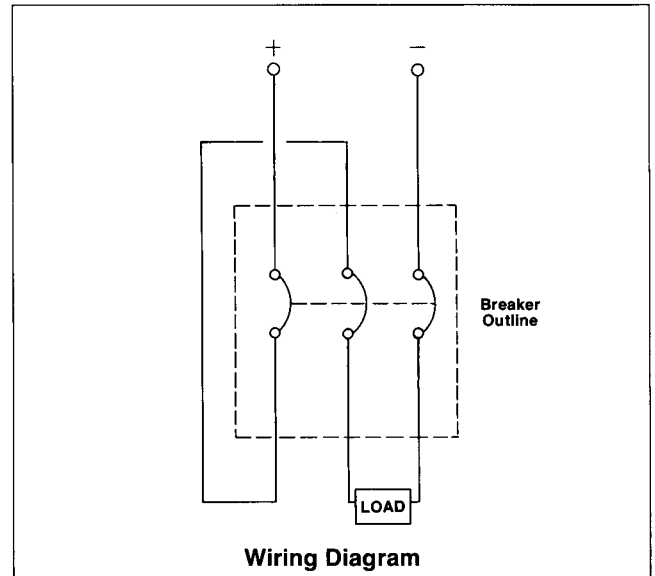 + −
Breaker
Outline
LOAD
Wiring Diagram